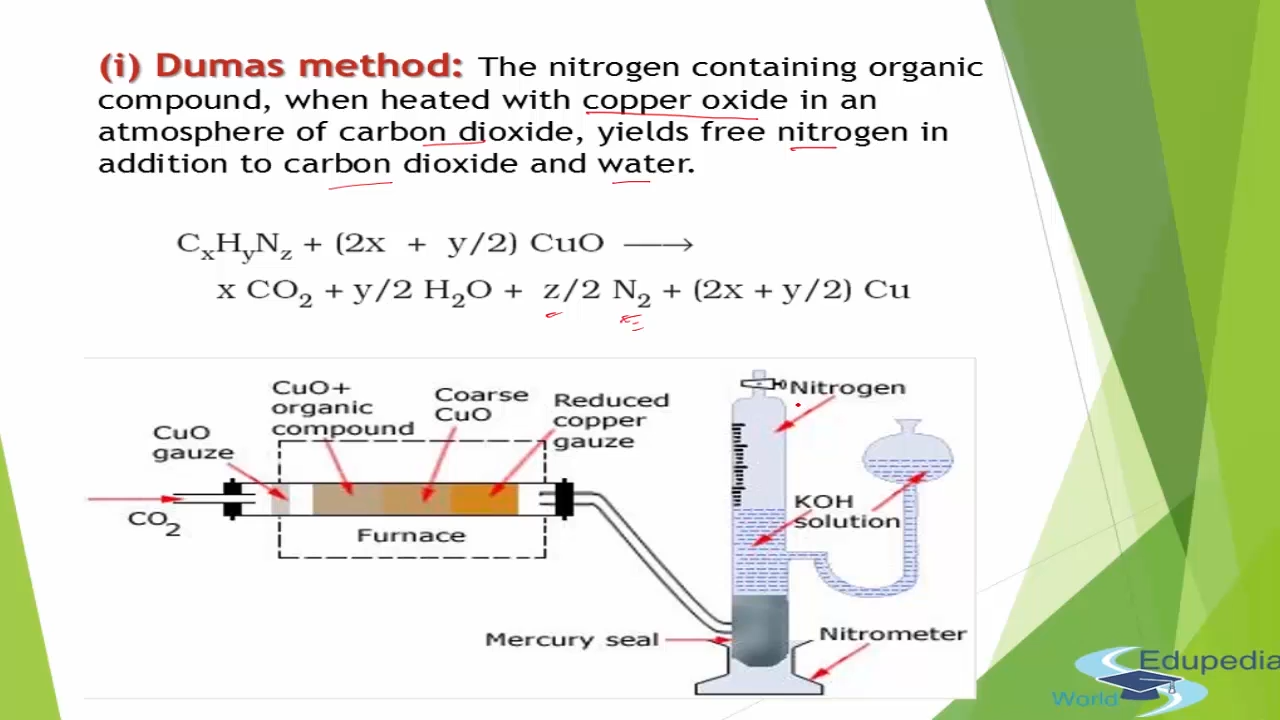 (i) Dumas method: The nitrogen containing organic
compound, when heated with copper oxide in an
atmosphere of carbon dioxide, yields free nitrogen in
addition to carbon dioxide and water.
CxHyNz + (2x + y/2) CuO ⟶
x CO₂ + y/2 H₂O + z/2 N₂ + (2x + y/2) Cu
CuO+
organic
compound
Coarse
CuO
Reduced
copper
gauze
CuO
gauze
CO₂
Furnace
Nitrogen
KOH
solution
Mercury seal
Nitrometer
Edupedia
World